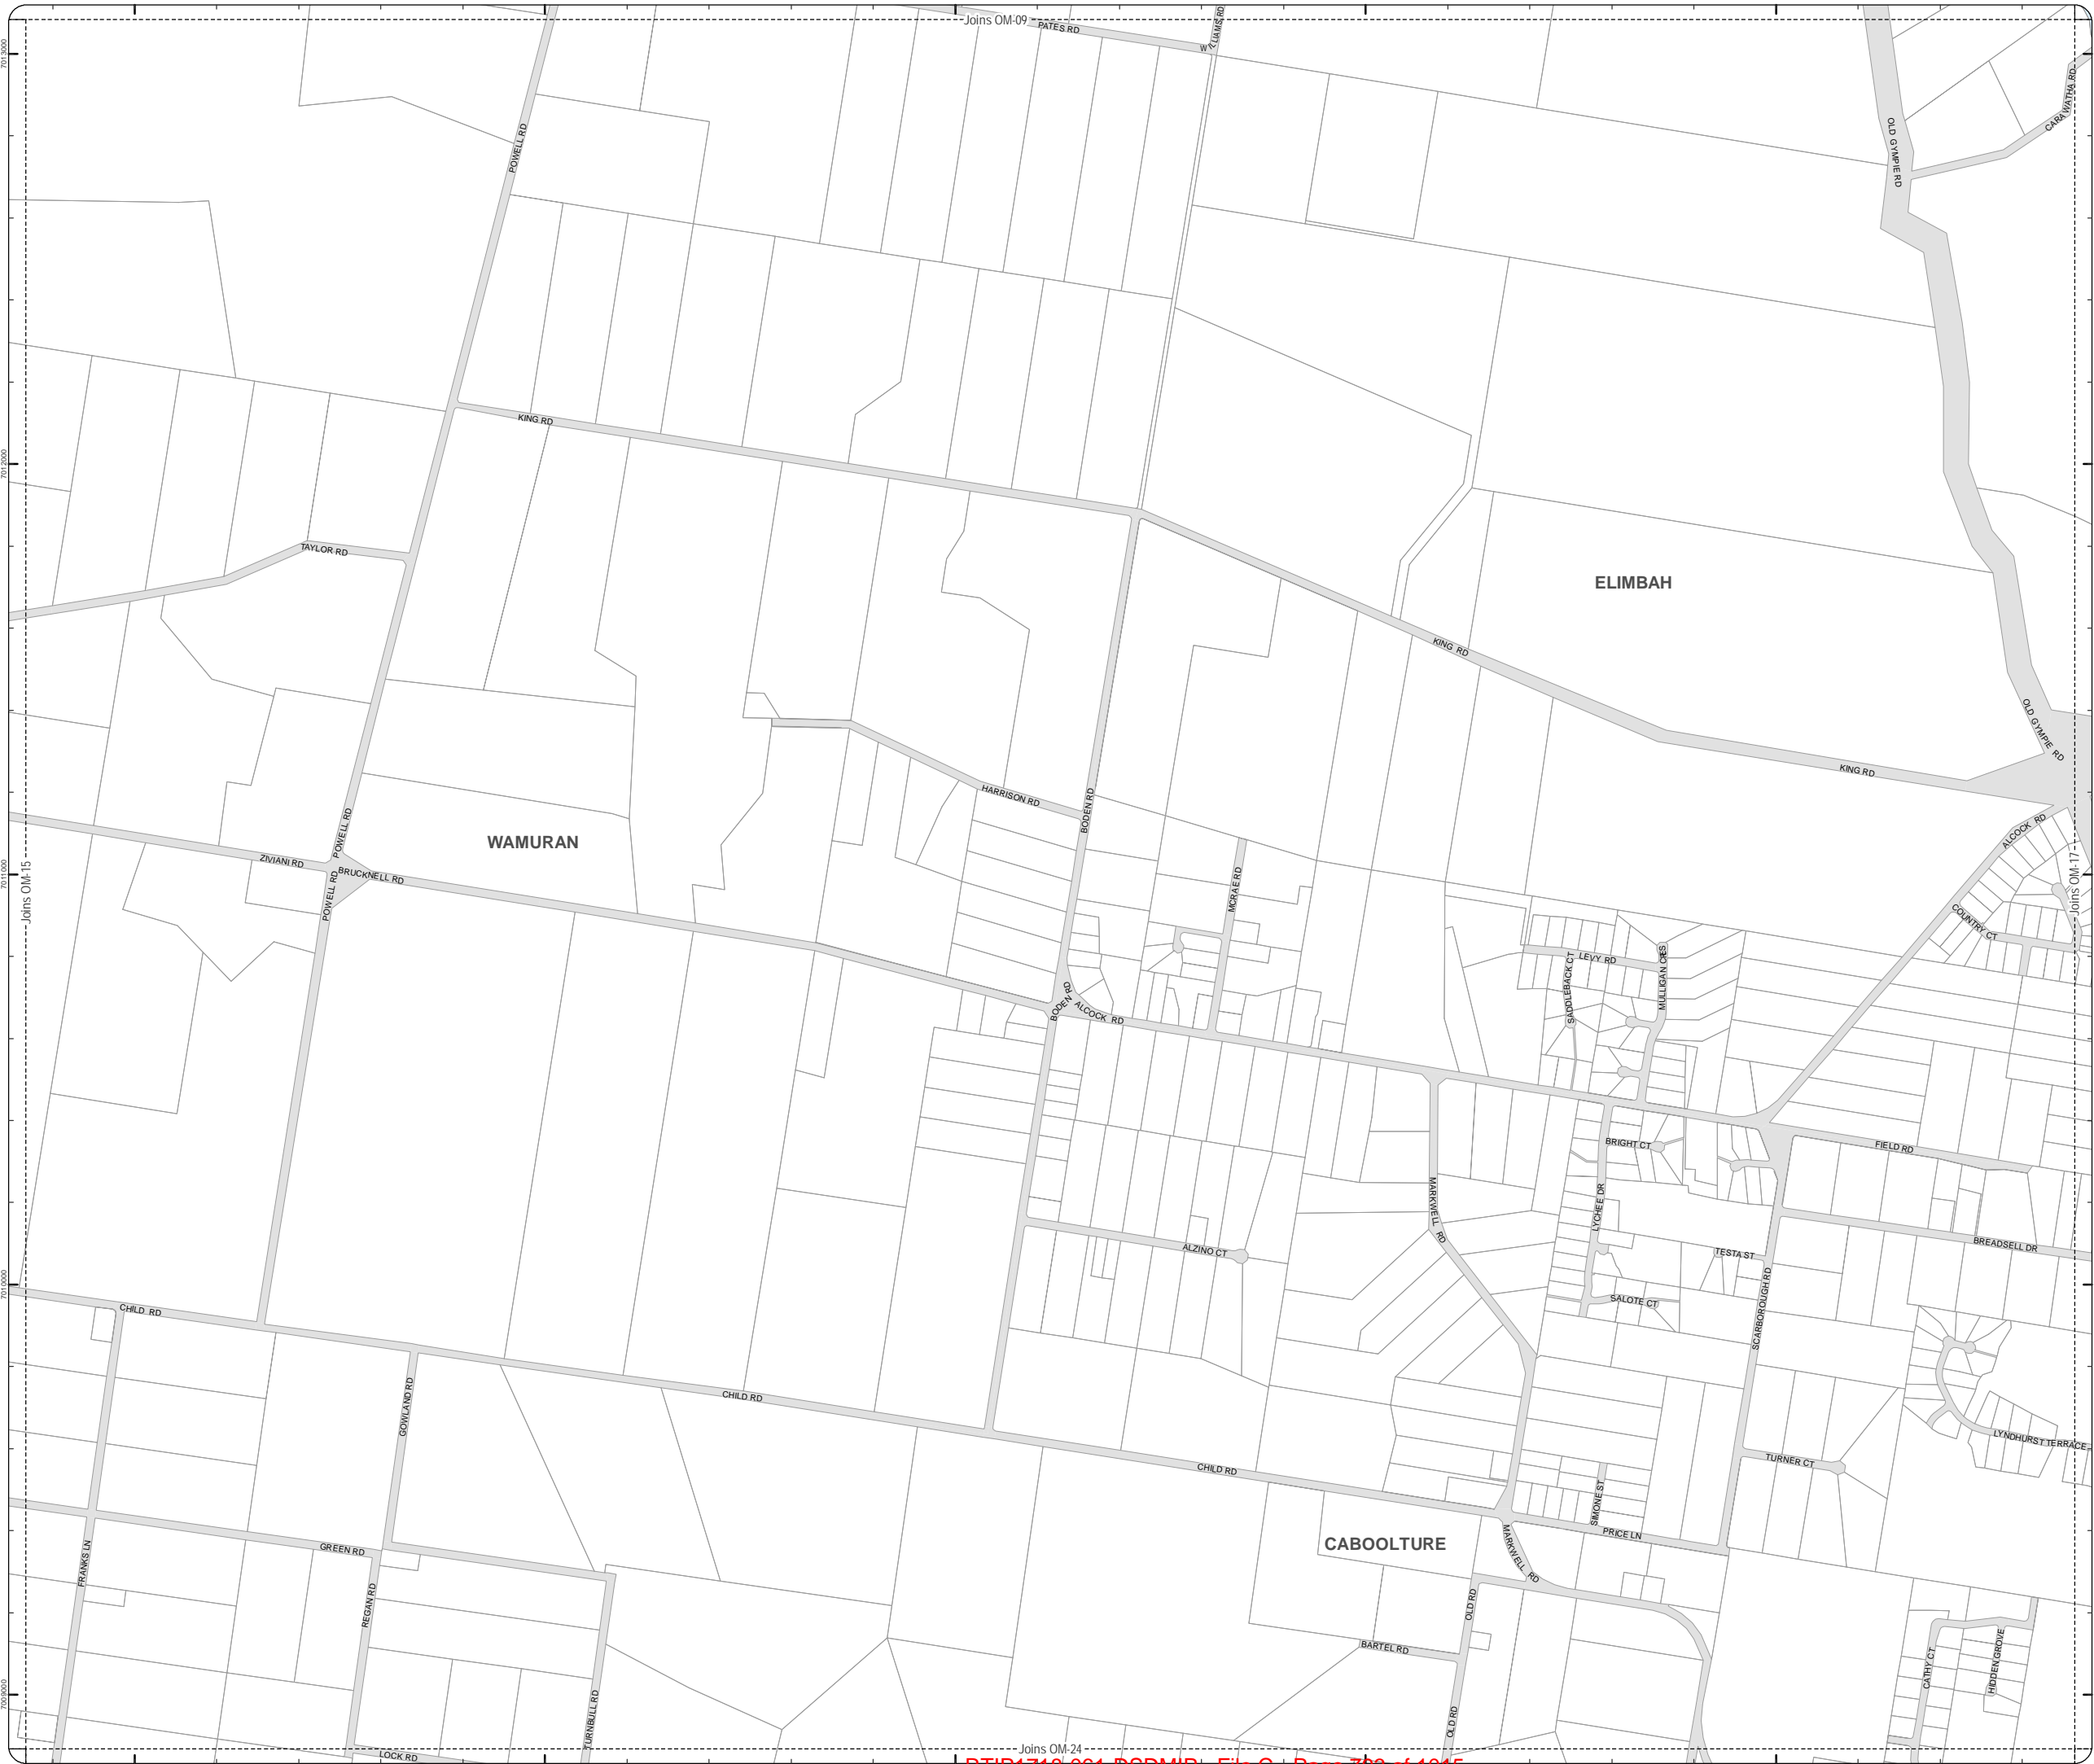 Joins OM-09
PATES RD
WILLIAMS RD
7013000
CARAWATHA RD
OLD GYMPIE RD
POWELL RD
KING RD
7012000
TAYLOR RD
ELIMBAH
KING RD
OLD GYMPIE RD
KING RD
HARRISON RD
BODEN RD
POWELL RD
WAMURAN
ALCOCK RD
ZIVIANI RD
BRUCKNELL RD
POWELL RD
7011000
Joins OM-15
Joins OM-17
MCRAE RD
COUNTRY CT
LEVY RD
SADDLEBACK CT
MULLIGAN CRES
BODEN RD
ALCOCK RD
BRIGHT CT
FIELD RD
MARKWELL RD
LYCHEE DR
ALZINO CT
TESTA ST
BREADSELL DR
7010000
SALOTE CT
SCARBOROUGH RD
CHILD RD
GOWLAND RD
CHILD RD
LYNDHURST TERRACE
CHILD RD
TURNER CT
SIMONE ST
PRICE LN
CABOOLTURE
FRANKS LN
GREEN RD
REGAN RD
MARKWELL RD
OLD RD
BARTEL RD
CATHY CT
HIDDEN GROVE
7009000
TURNBULL RD
OLD RD
LOCK RD
Joins OM-24